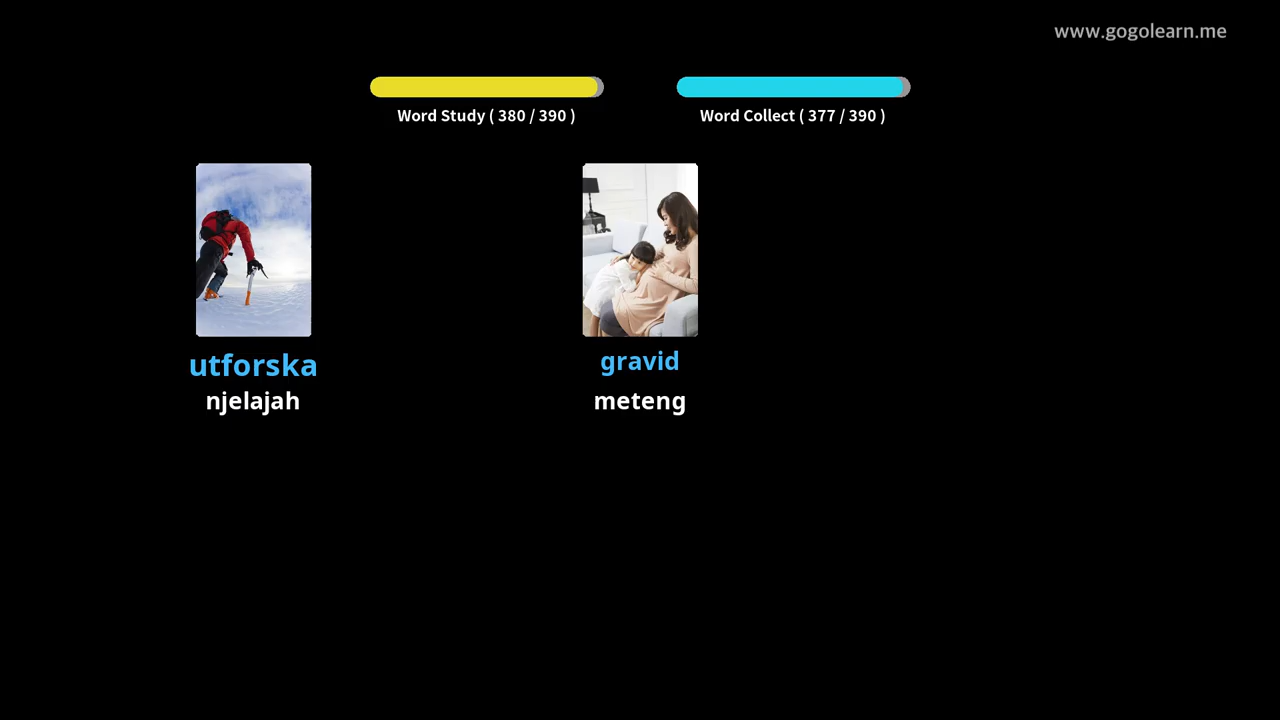 www.gogolearn.me
Word Study ( 380 / 390 )
Word Collect ( 377 / 390 )
utforska
njelajah
gravid
meteng